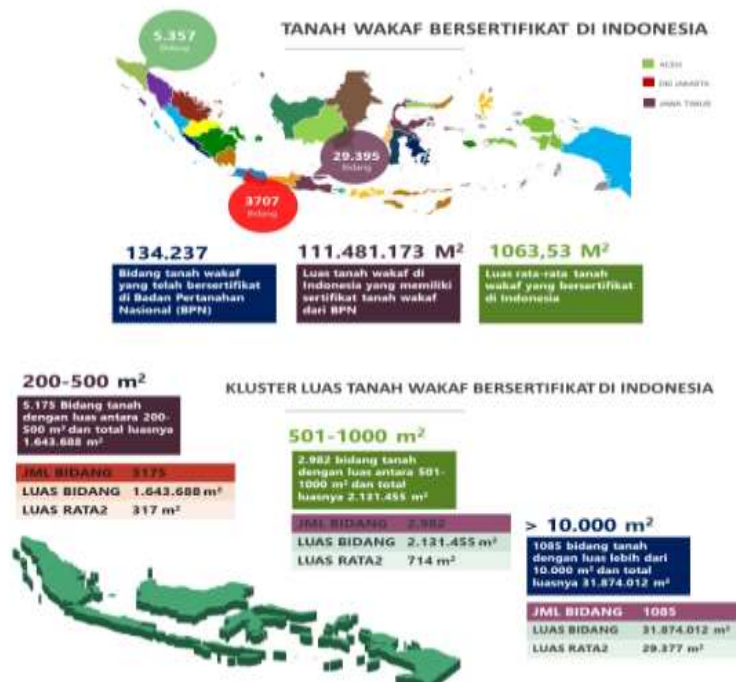 TANAH WAKAF BERSERTIFIKAT DI INDONESIA
5.357
Bidang
ACEH
DKI JAKARTA
JAWA TIMUR
29.395
Bidang
3707
Bidang
134.237
Bidang tanah wakaf
yang telah bersertifikat
di Badan Pertanahan
Nasional (BPN)
111.481.173 M²
Luas tanah wakaf di
Indonesia yang memiliki
sertifikat tanah wakaf
dari BPN
1063,53 M²
Luas rata-rata tanah
wakaf yang bersertifikat
di Indonesia
KLUSTER LUAS TANAH WAKAF BERSERTIFIKAT DI INDONESIA
200-500 m²
5.175 Bidang tanah
dengan luas antara 200-
500 m² dan total luasnya
1.643.688 m²
JML BIDANG 5175
LUAS BIDANG 1.643.688 m²
LUAS RATA2 317 m²
501-1000 m²
2.982 bidang tanah
dengan luas antara 501-
1000 m² dan total
luasnya 2.131.455 m²
JML BIDANG 2.982
LUAS BIDANG 2.131.455 m²
LUAS RATA2 714 m²
> 10.000 m²
1085 bidang tanah
dengan luas lebih dari
10.000 m² dan total
luasnya 31.874.012 m²
JML BIDANG 1085
LUAS BIDANG 31.874.012 m²
LUAS RATA2 29.377 m²